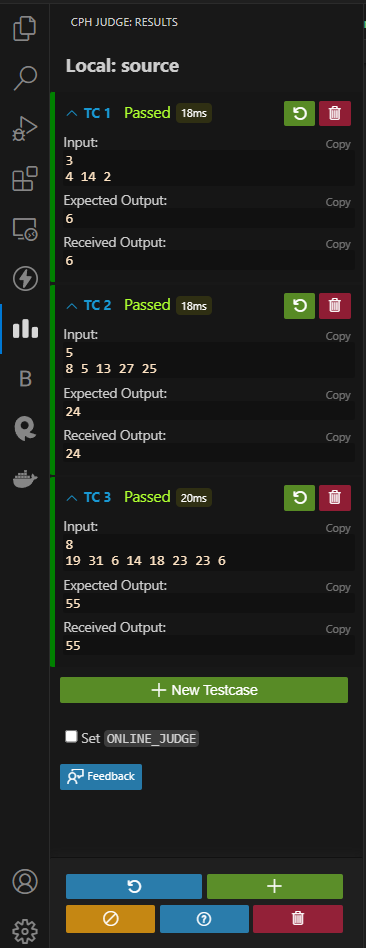 CPH JUDGE: RESULTS
Local: source
TC 1 Passed 18ms
Input:
Copy
3
4 14 2
Expected Output:
Copy
6
Received Output:
Copy
6
TC 2 Passed 18ms
Input:
Copy
5
8 5 13 27 25
Expected Output:
Copy
24
Received Output:
Copy
24
TC 3 Passed 20ms
Input:
Copy
8
19 31 6 14 18 23 23 6
Expected Output:
Copy
55
Received Output:
Copy
55
+ New Testcase
Set ONLINE_JUDGE
Feedback
B